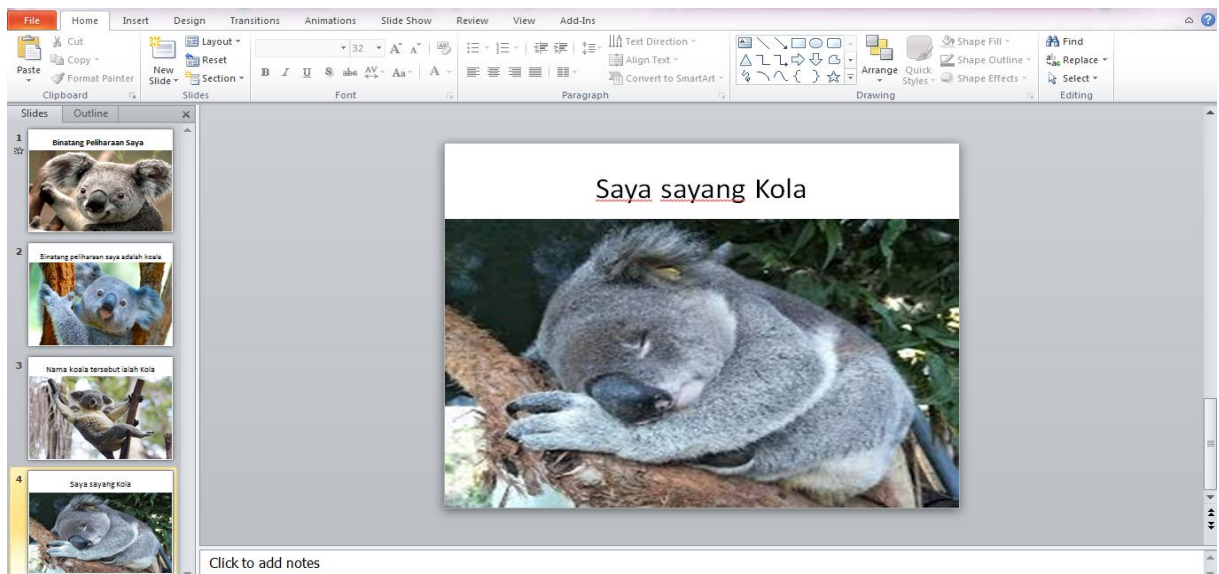 File Home Insert Design Transitions Animations Slide Show Review View Add-Ins
Paste
Cut
Copy
Format Painter
Clipboard
New Slide
Layout
Reset
Section
Slides
32
B I U S abc AV Aa A
Font
Text Direction
Align Text
Convert to SmartArt
Paragraph
Arrange
Quick Styles
Shape Fill
Shape Outline
Shape Effects
Drawing
Find
Replace
Select
Editing
Slides Outline
1
Binatang Peliharaan Saya
2
Binatang peliharaan saya adalah koala
3
Nama koala tersebut ialah Kola
4
Saya sayang Kola
Saya sayang Kola
Click to add notes